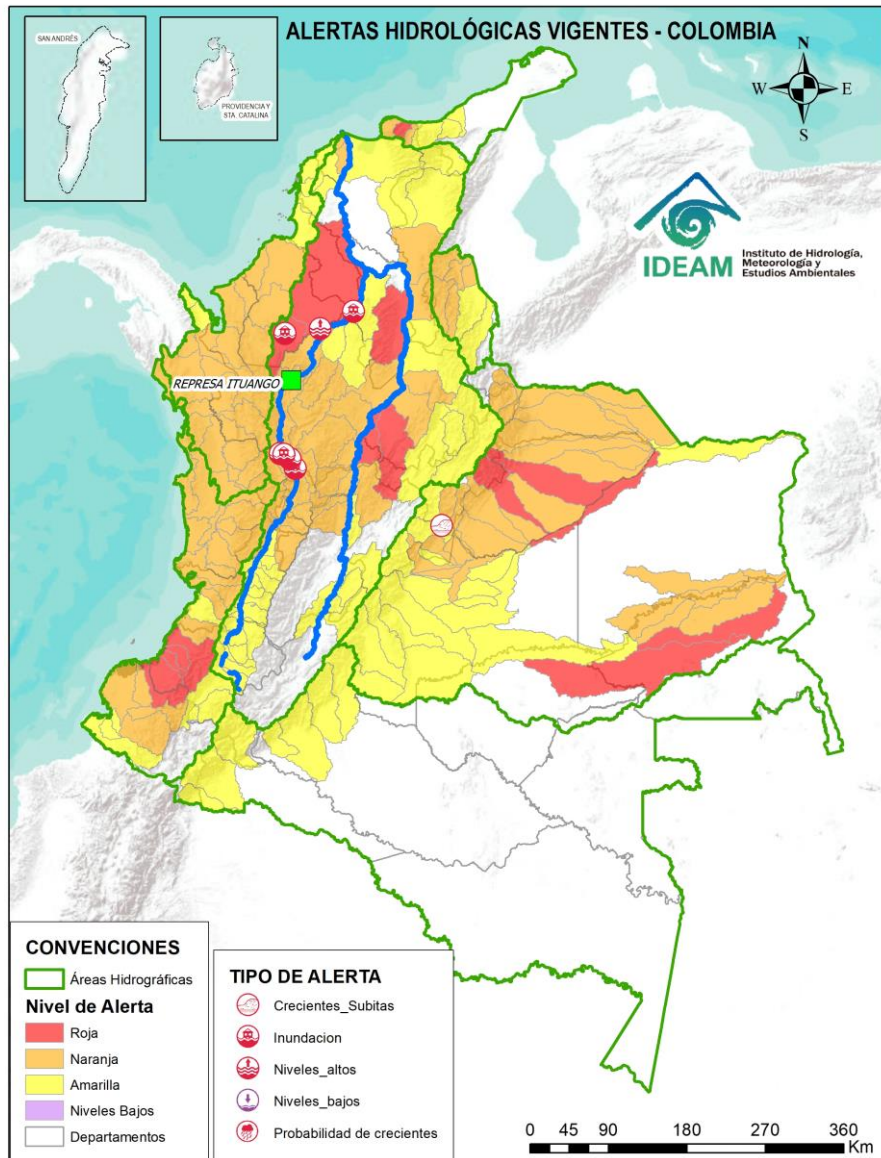 SAN ANDRÉS
PROVIDENCIA Y
STA. CATALINA
ALERTAS HIDROLÓGICAS VIGENTES - COLOMBIA
N
W
E
S
IDEAM
Instituto de Hidrología,
Meteorología y
Estudios Ambientales
REPRESA ITUANGO
CONVENCIONES
Áreas Hidrográficas
Nivel de Alerta
Roja
Naranja
Amarilla
Niveles Bajos
Departamentos
TIPO DE ALERTA
Crecientes_Subitas
Inundacion
Niveles_altos
Niveles_bajos
Probabilidad de crecientes
0 45 90 180 270 360
Km